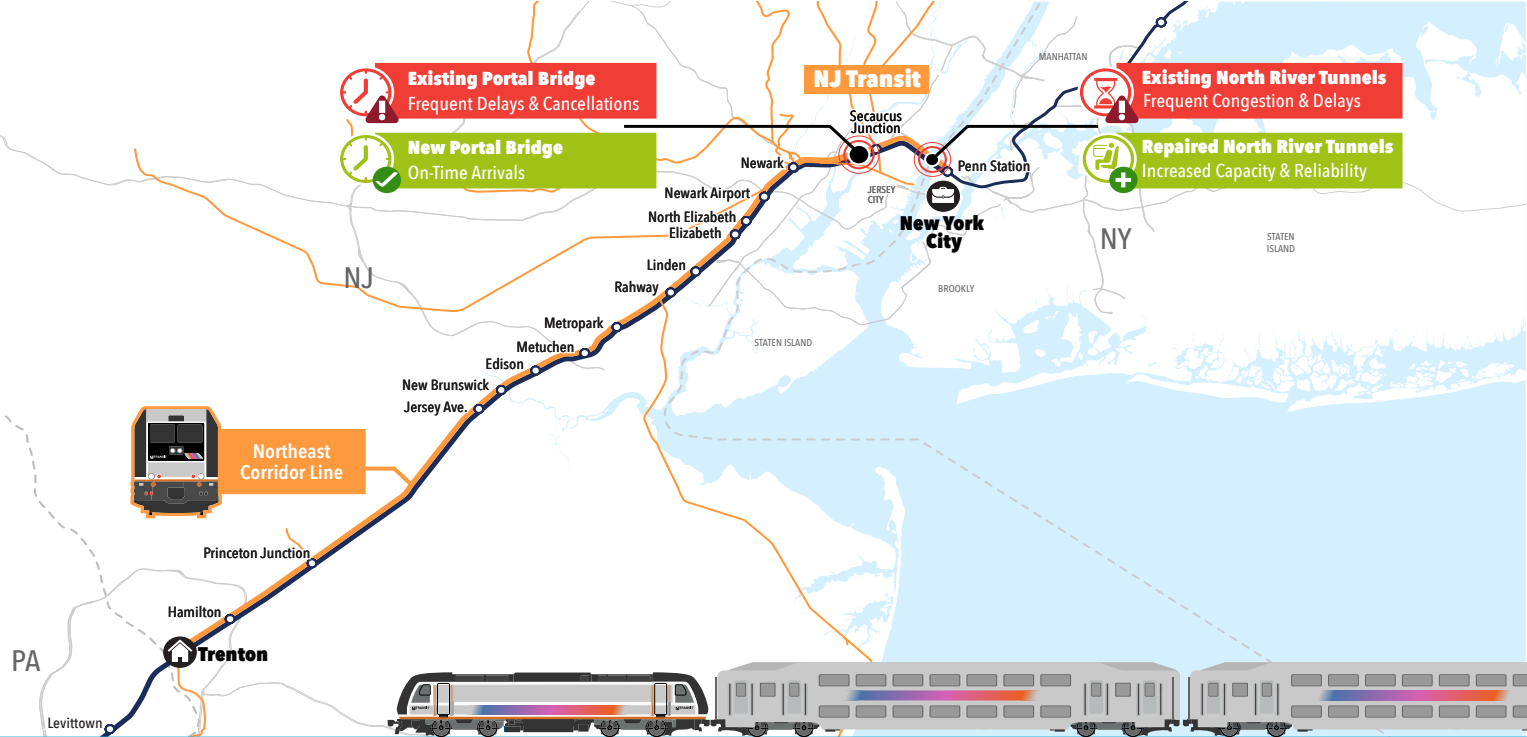 MANHATTAN
Existing Portal Bridge
Frequent Delays & Cancellations
NJ Transit
Existing North River Tunnels
Frequent Congestion & Delays
Secaucus
Junction
New Portal Bridge
On-Time Arrivals
Repaired North River Tunnels
Increased Capacity & Reliability
Newark
Penn Station
Newark Airport
JERSEY
CITY
North Elizabeth
Elizabeth
New York
City
NY
STATEN
ISLAND
Linden
NJ
Rahway
BROOKLY
Metropark
Metuchen
STATEN ISLAND
Edison
New Brunswick
Jersey Ave.
Northeast
Corridor Line
Princeton Junction
Hamilton
PA
Trenton
Levittown